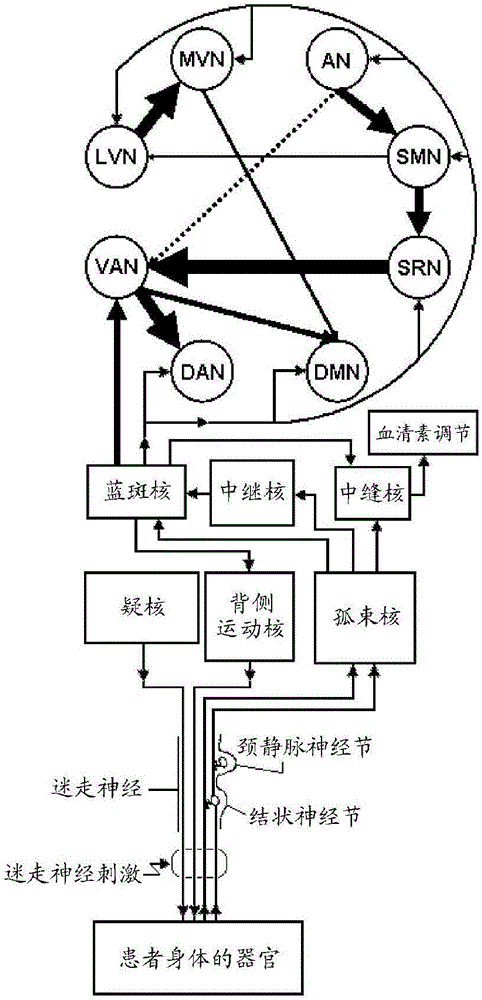 MVN
AN
LVN
SMN
VAN
SRN
DAN
DMN
血清素调节
蓝斑核
中继核
中缝核
疑核
背侧
运动核
孤束核
颈静脉神经节
迷走神经
结状神经节
迷走神经刺激
患者身体的器官